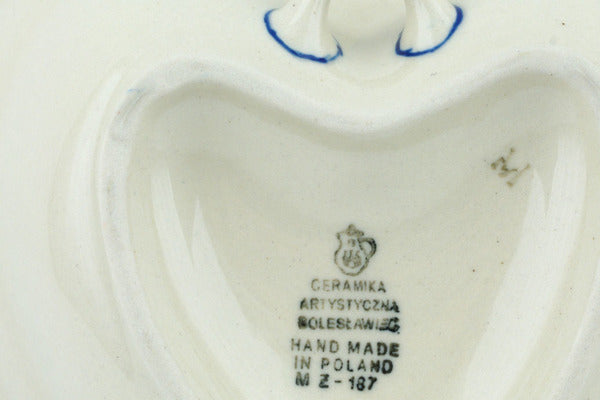 CERAMIKA
ARTYSTYCZNA
BOLESŁAWIEC
HAND MADE
IN POLAND
M Z - 187